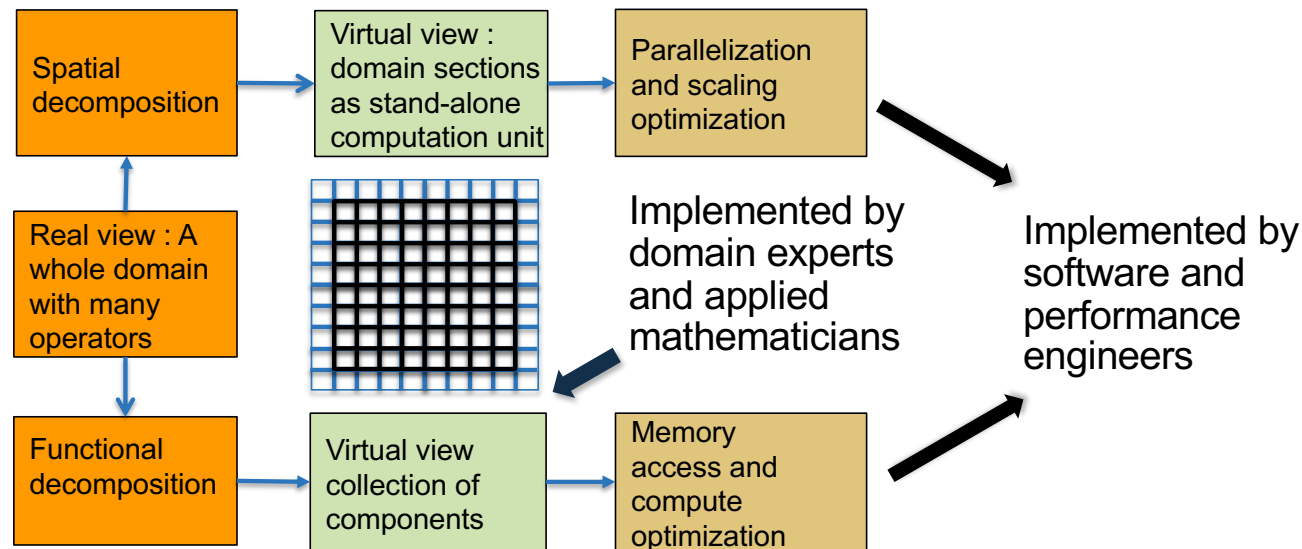 Spatial
decomposition
Virtual view :
domain sections
as stand-alone
computation unit
Parallelization
and scaling
optimization
Real view : A
whole domain
with many
operators
Implemented by
domain experts
and applied
mathematicians
Implemented by
software and
performance
engineers
Functional
decomposition
Virtual view
collection of
components
Memory
access and
compute
optimization